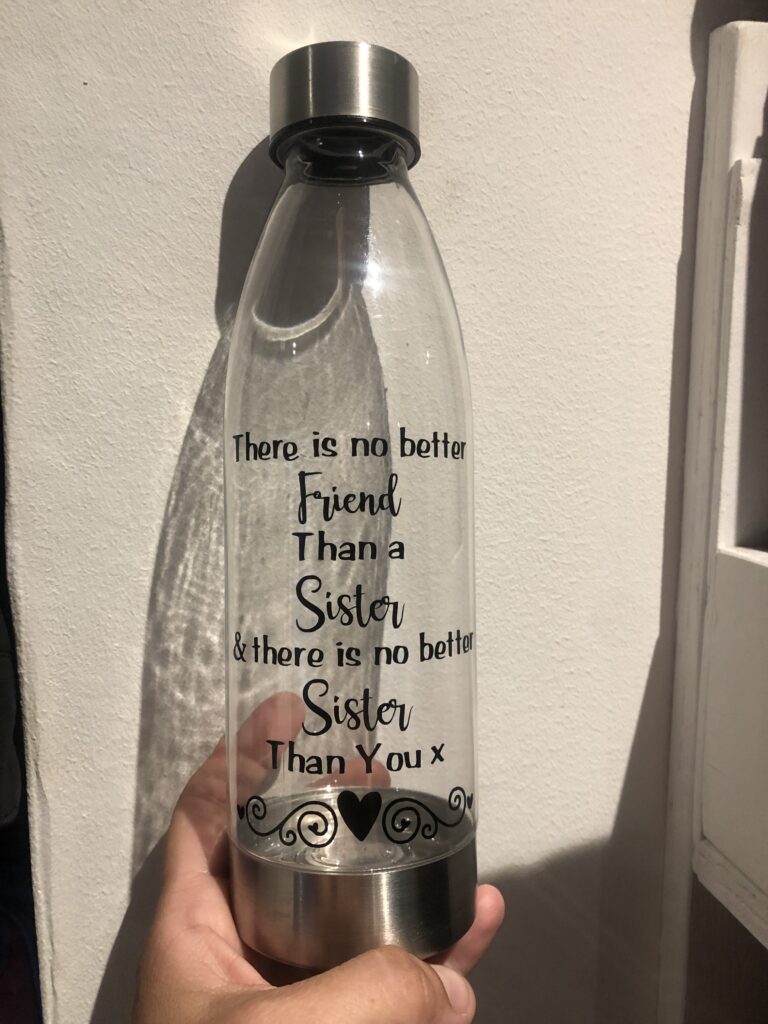 There is no better
Friend
Than a
Sister
& there is no better
Sister
Than You x